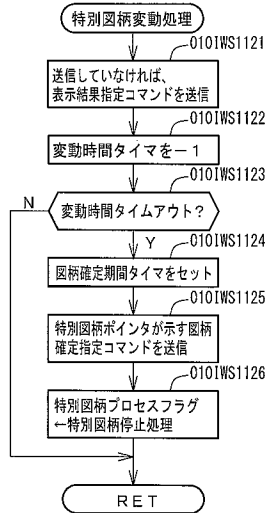 特別図柄変動処理
010IWS1121
送信していなければ、
表示結果指定コマンドを送信
010IWS1122
変動時間タイマを－1
010IWS1123
変動時間タイムアウト？
N
Y
010IWS1124
図柄確定期間タイマをセット
010IWS1125
特別図柄ポインタが示す図柄
確定指定コマンドを送信
010IWS1126
特別図柄プロセスフラグ
←特別図柄停止処理
RET